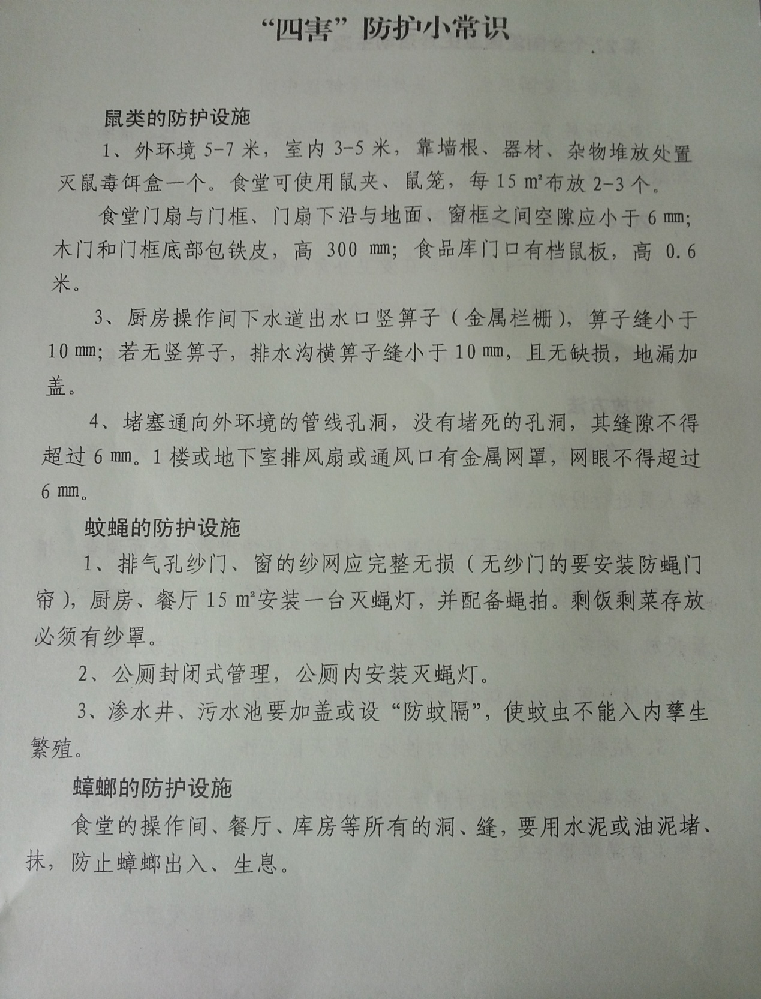 “四害”防护小常识
鼠类的防护设施
1、外环境 5-7 米，室内 3-5 米，靠墙根、器材、杂物堆放处置
灭鼠毒饵盒一个。食堂可使用鼠夹、鼠笼，每 15 ㎡布放 2-3 个。
食堂门扇与门框、门扇下沿与地面、窗框之间空隙应小于 6 ㎜；
木门和门框底部包铁皮，高 300 ㎜；食品库门口有档鼠板，高 0.6
米。
3、厨房操作间下水道出水口竖箅子（金属栏栅），箅子缝小于
10 ㎜；若无竖箅子，排水沟横箅子缝小于 10 ㎜，且无缺损，地漏加
盖。
4、堵塞通向外环境的管线孔洞，没有堵死的孔洞，其缝隙不得
超过 6 ㎜。1 楼或地下室排风扇或通风口有金属网罩，网眼不得超过
6 ㎜。
蚊蝇的防护设施
1、排气孔纱门、窗的纱网应完整无损（无纱门的要安装防蝇门
帘），厨房、餐厅 15 ㎡安装一台灭蝇灯，并配备蝇拍。剩饭剩菜存放
必须有纱罩。
2、公厕封闭式管理，公厕内安装灭蝇灯。
3、渗水井、污水池要加盖或设“防蚊隔”，使蚊虫不能入内孳生
繁殖。
蟑螂的防护设施
食堂的操作间、餐厅、库房等所有的洞、缝，要用水泥或油泥堵、
抹，防止蟑螂出入、生息。